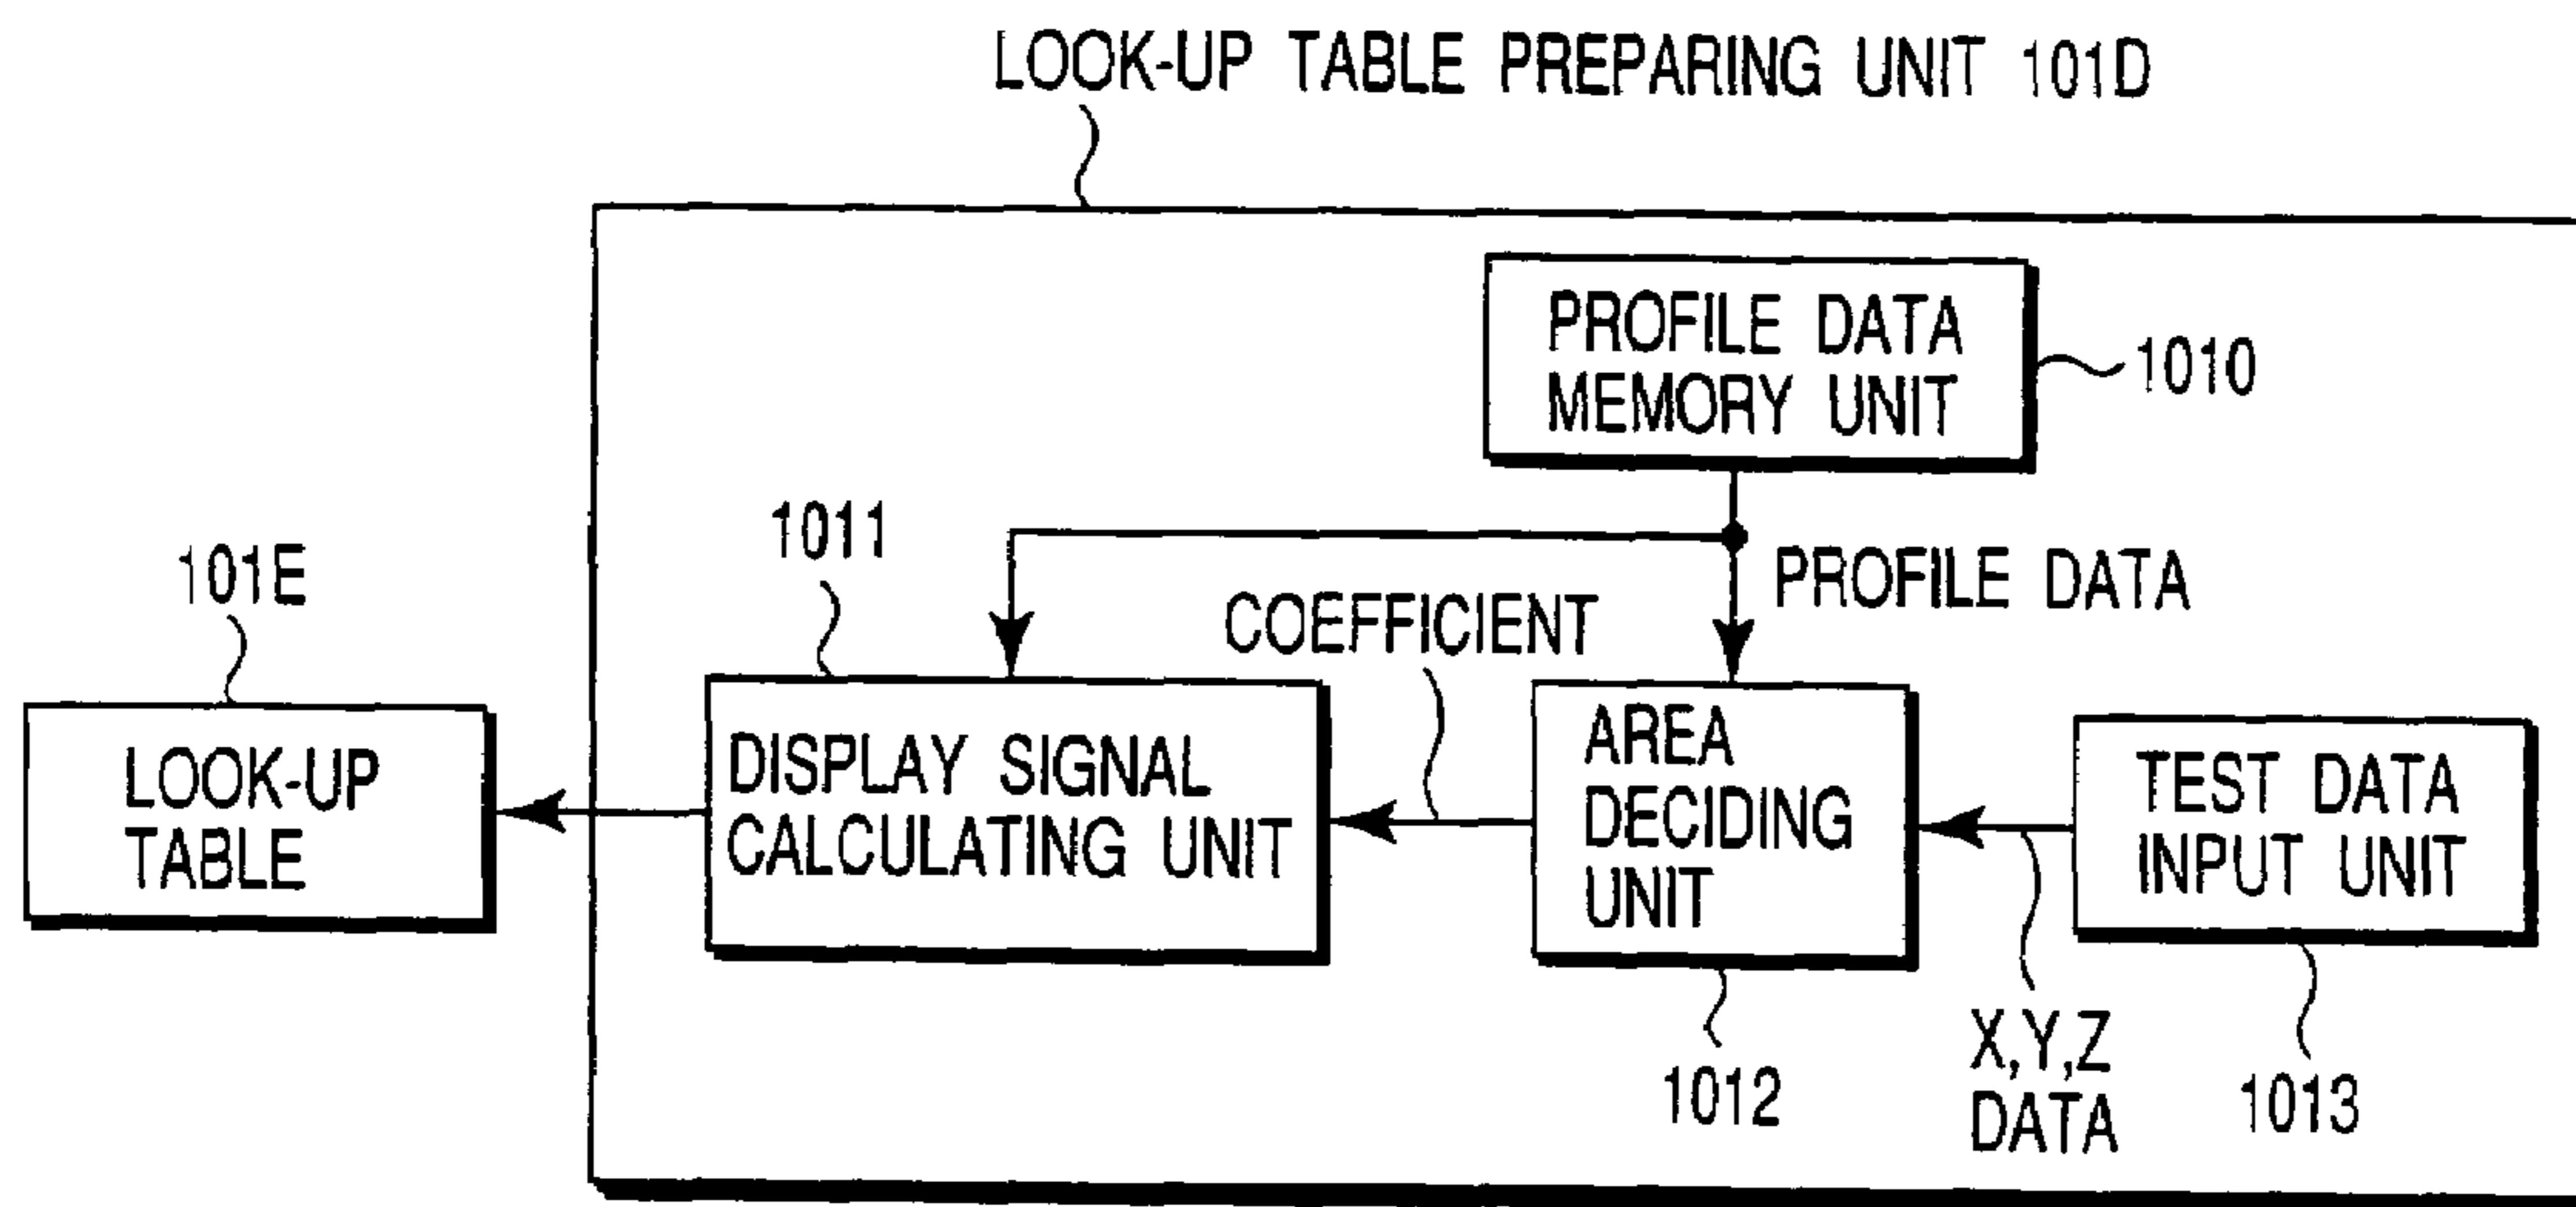 LOOK-UP TABLE PREPARING UNIT 101D
PROFILE DATA
MEMORY UNIT
1010
1011
101E
PROFILE DATA
COEFFICIENT
LOOK-UP
TABLE
DISPLAY SIGNAL
CALCULATING UNIT
AREA
DECIDING
UNIT
TEST DATA
INPUT UNIT
1012
X,Y,Z
DATA
1013